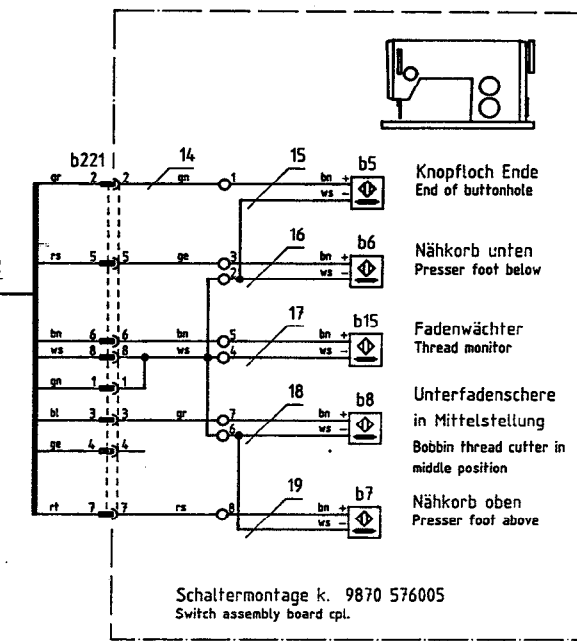 b221 14 15 b5 Knopfloch Ende
End of buttonhole
gr 2 2 gn 1 bn +
ws -
16 b6 Nähkorb unten
Presser foot below
rs 5 5 ge 3 bn +
2 ws -
17 b15 Fadenwächter
Thread monitor
bn 6 6 bn 5 bn +
ws 8 8 ws 4 ws -
gn 1 1
18 b8 Unterfadenschere
in Mittelstellung
Bobbin thread cutter in
middle position
bl 3 3 gr 7 bn +
6 ws -
ge 4 4
19 b7 Nähkorb oben
Presser foot above
rt 7 7 rs 8 bn +
ws -
Schaltermontage k. 9870 576005
Switch assembly board cpl.